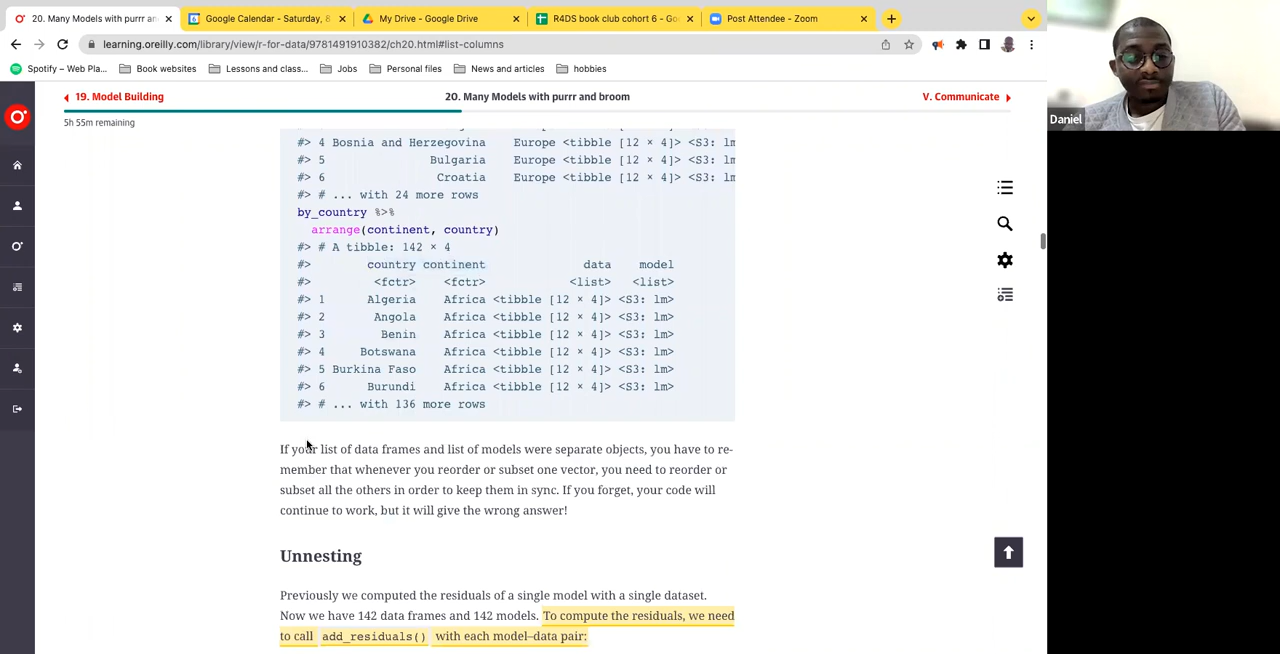 20. Many Models with purrr an
Google Calendar - Saturday, 8
My Drive - Google Drive
R4DS book club cohort 6 - Go
Post Attendee - Zoom
learning.oreilly.com/library/view/r-for-data/9781491910382/ch20.html#list-columns
Spotify – Web Pla...
Book websites
Lessons and class...
Jobs
Personal files
News and articles
hobbies
19. Model Building
20. Many Models with purrr and broom
V. Communicate
5h 55m remaining
Daniel
#> 4 Bosnia and Herzegovina Europe <tibble [12 × 4]> <S3: lm
#> 5 Bulgaria Europe <tibble [12 × 4]> <S3: lm
#> 6 Croatia Europe <tibble [12 × 4]> <S3: lm
#> # ... with 24 more rows
by_country %>%
arrange(continent, country)
#> # A tibble: 142 × 4
#> country continent data model
#> <fctr> <fctr> <list> <list>
#> 1 Algeria Africa <tibble [12 × 4]> <S3: lm>
#> 2 Angola Africa <tibble [12 × 4]> <S3: lm>
#> 3 Benin Africa <tibble [12 × 4]> <S3: lm>
#> 4 Botswana Africa <tibble [12 × 4]> <S3: lm>
#> 5 Burkina Faso Africa <tibble [12 × 4]> <S3: lm>
#> 6 Burundi Africa <tibble [12 × 4]> <S3: lm>
#> # ... with 136 more rows
If your list of data frames and list of models were separate objects, you have to re-
member that whenever you reorder or subset one vector, you need to reorder or
subset all the others in order to keep them in sync. If you forget, your code will
continue to work, but it will give the wrong answer!
Unnesting
Previously we computed the residuals of a single model with a single dataset.
Now we have 142 data frames and 142 models. To compute the residuals, we need
to call add_residuals() with each model–data pair: